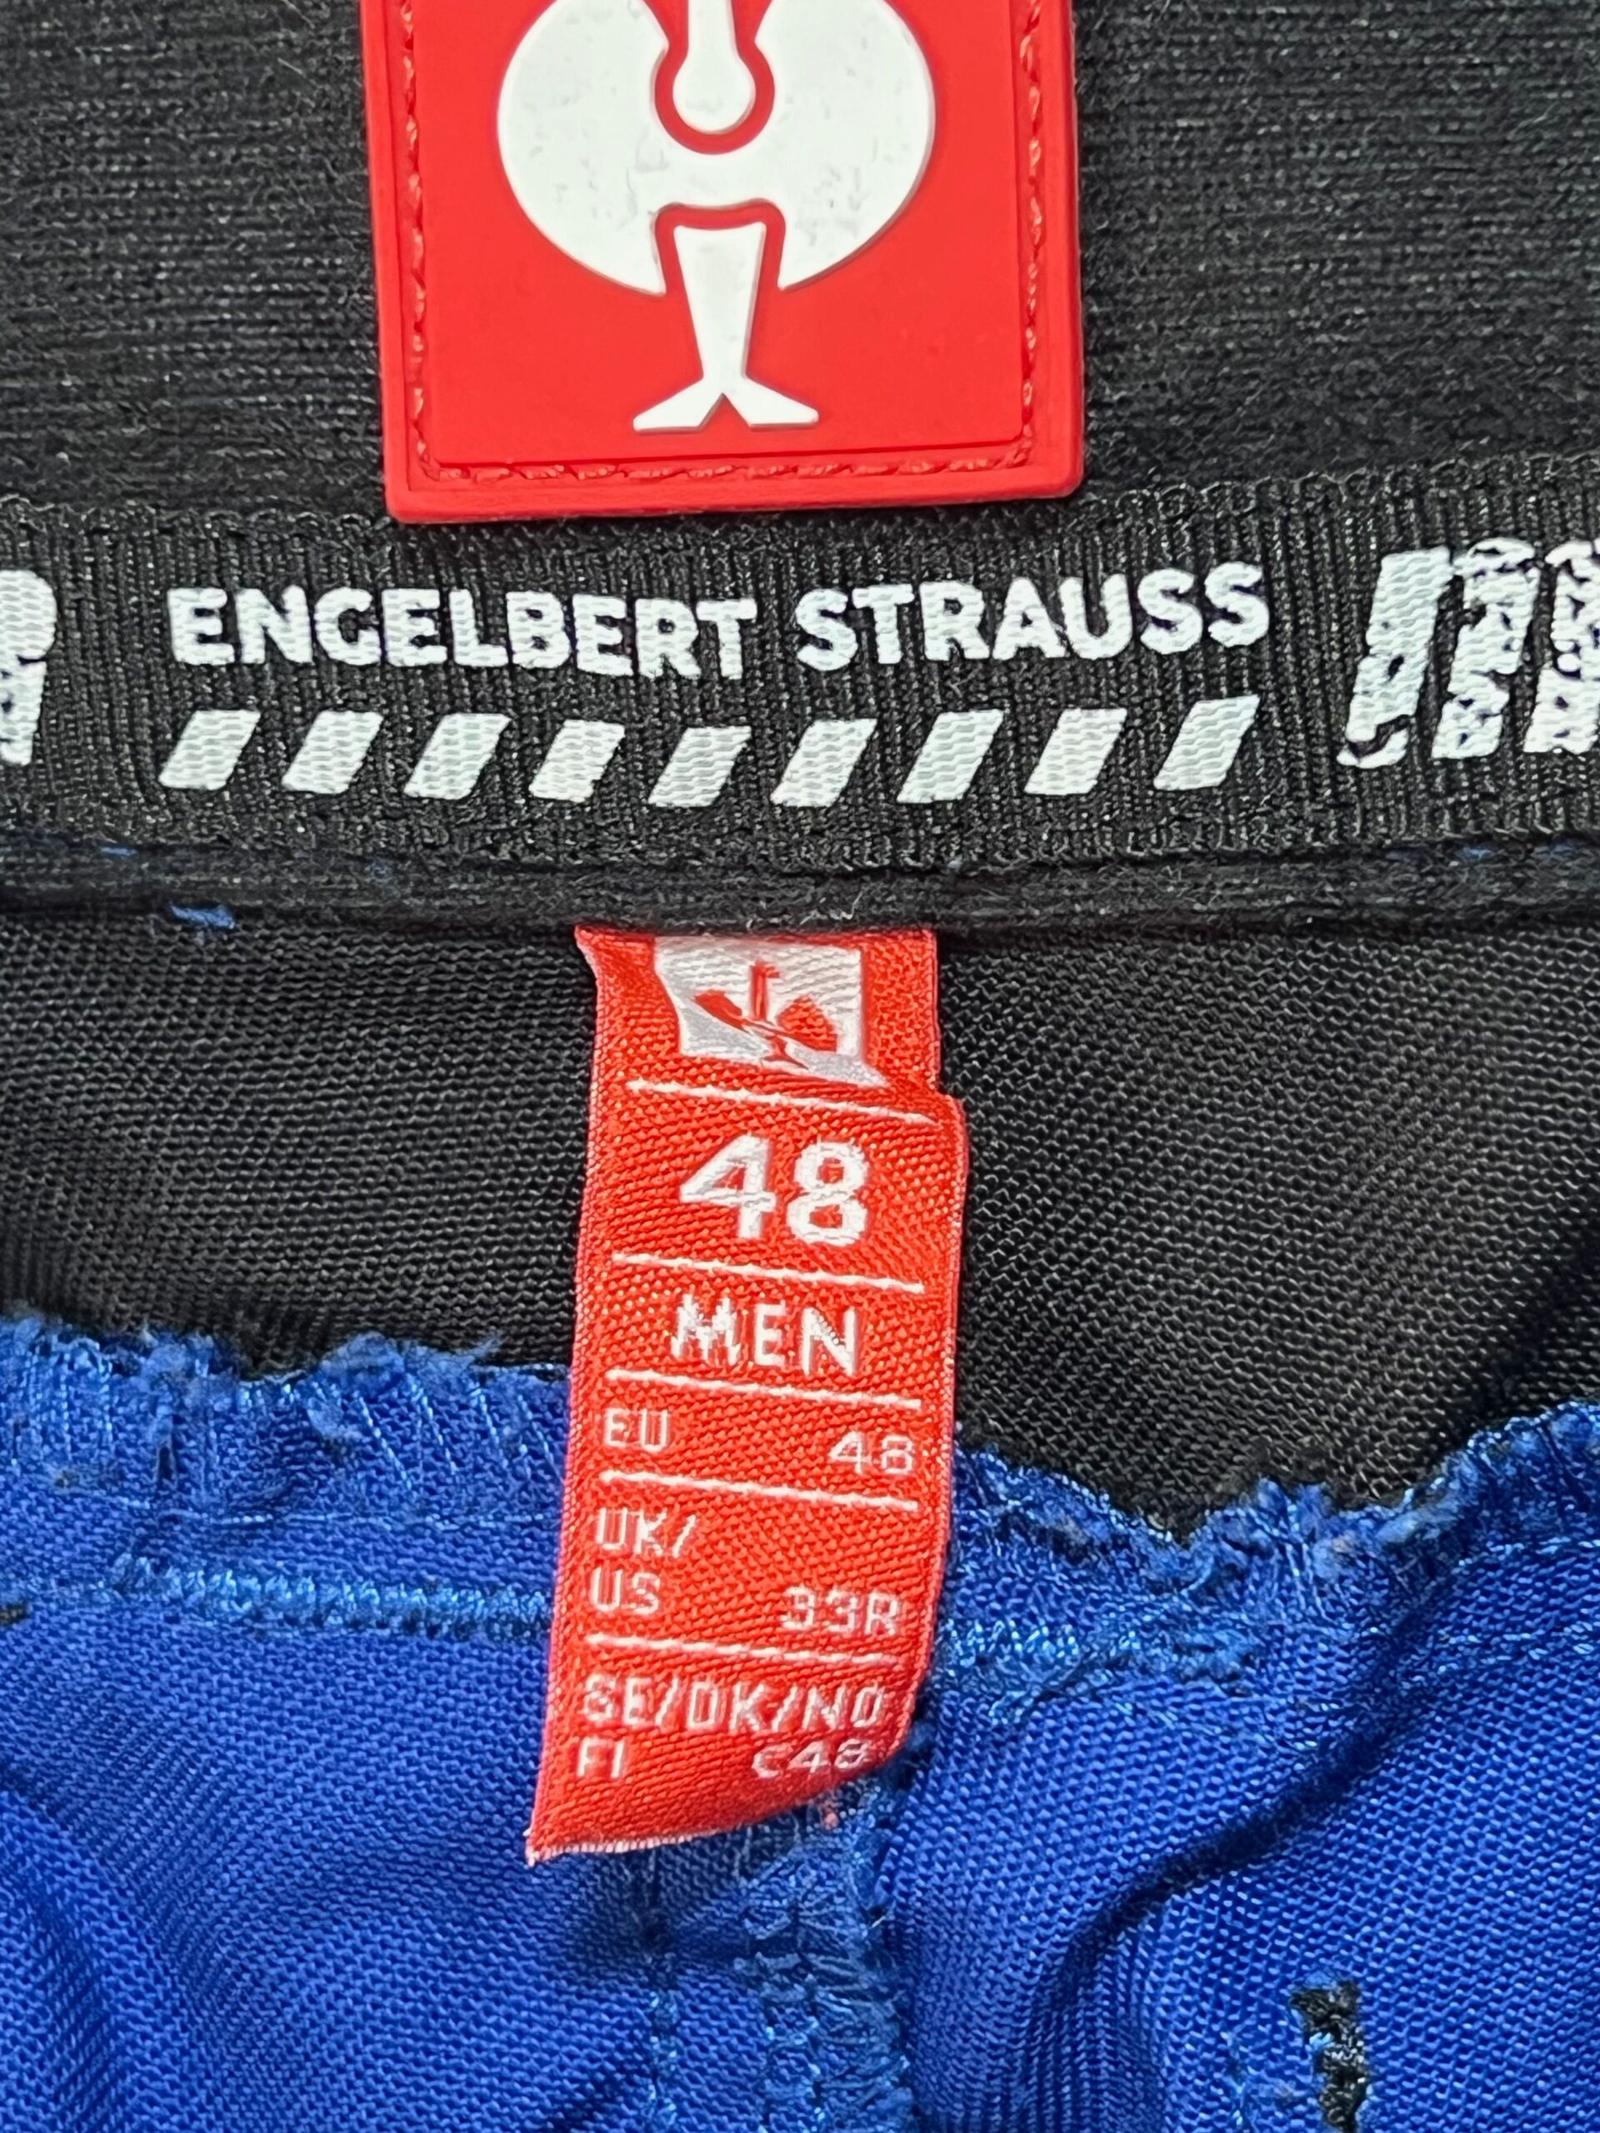 ENGELBERT STRAUSS
48
MEN
EU 48
UK/
US 33R
SE/DK/NO
FI C48